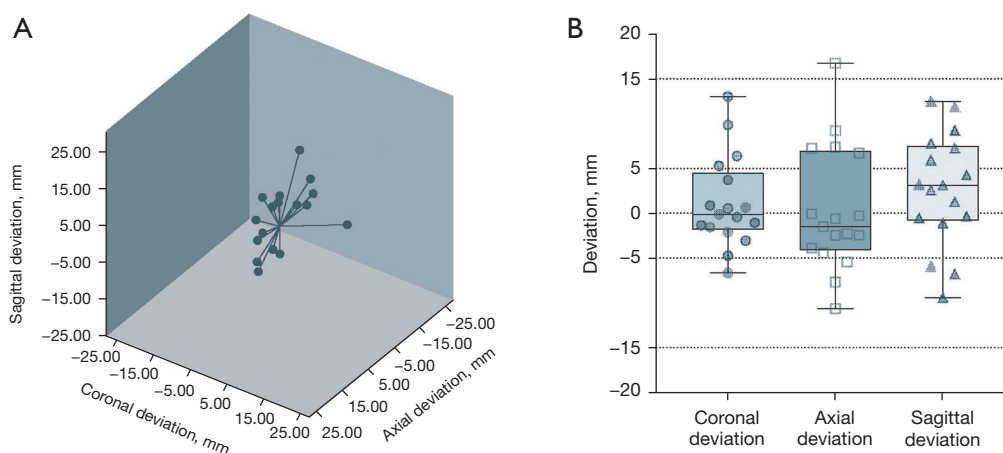 A
Sagittal deviation, mm
25.00
15.00
5.00
−5.00
−15.00
−25.00
−25.00
−15.00
−5.00
5.00
15.00
25.00
Coronal deviation, mm
−25.00
−15.00
−5.00
5.00
15.00
25.00
Axial deviation, mm
B
Deviation, mm
20
15
5
0
−5
−15
−20
Coronal
deviation
Axial
deviation
Sagittal
deviation